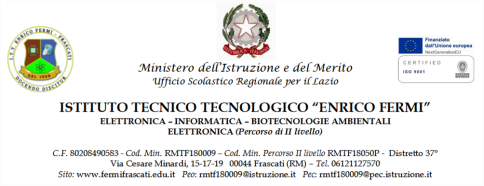 I.T.T. ENRICO FERMI - FRASCATI
DOCENDO DISCITUR
Finanziato
dall'Unione europea
NextGenerationEU
CERTIFIED
ISO 9001
Ministero dell'Istruzione e del Merito
Ufficio Scolastico Regionale per il Lazio
ISTITUTO TECNICO TECNOLOGICO “ENRICO FERMI”
ELETTRONICA – INFORMATICA – BIOTECNOLOGIE AMBIENTALI
ELETTRONICA (Percorso di II livello)
C.F. 80208490583 - Cod. Min. RMTF180009 – Cod. Min. Percorso II livello RMTF18050P - Distretto 37°
Via Cesare Minardi, 15-17-19 00044 Frascati (RM) – Tel. 06121127570
Sito: www.fermifrascati.edu.it Peo: rmtf180009@istruzione.it Pec: rmtf180009@pec.istruzione.it